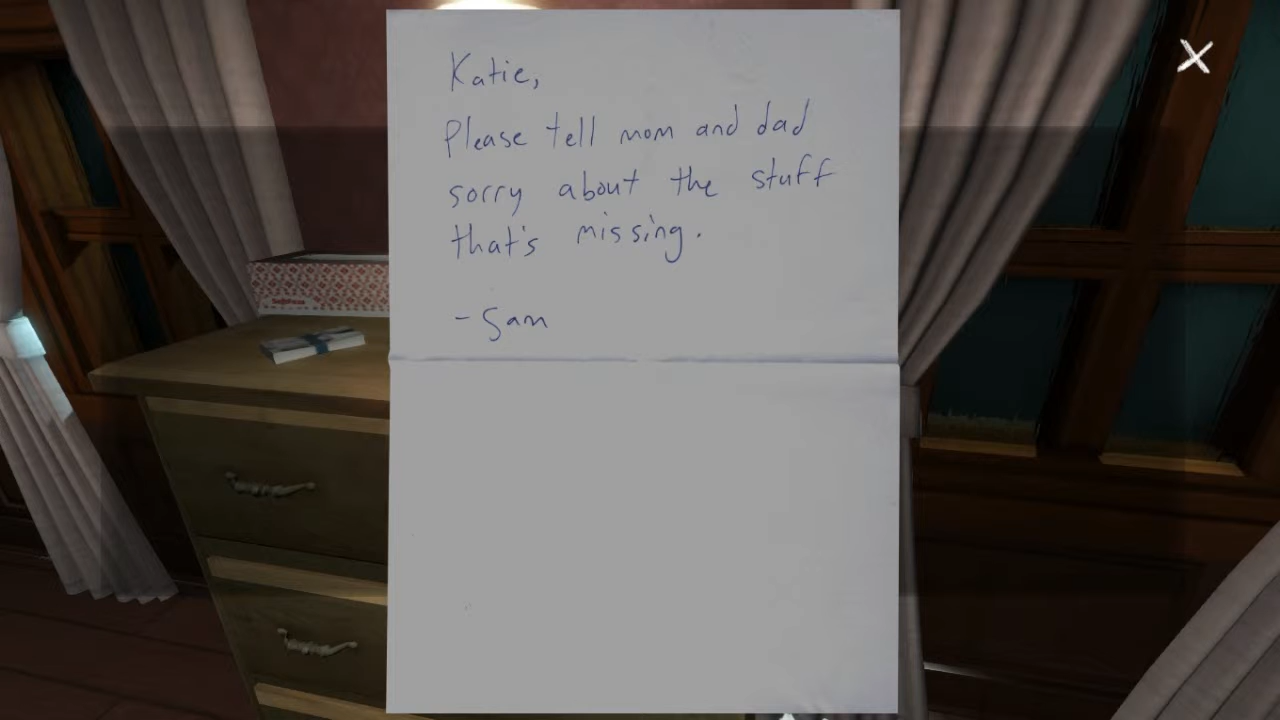 Katie,
Please tell mom and dad
sorry about the stuff
that's missing.
- Sam